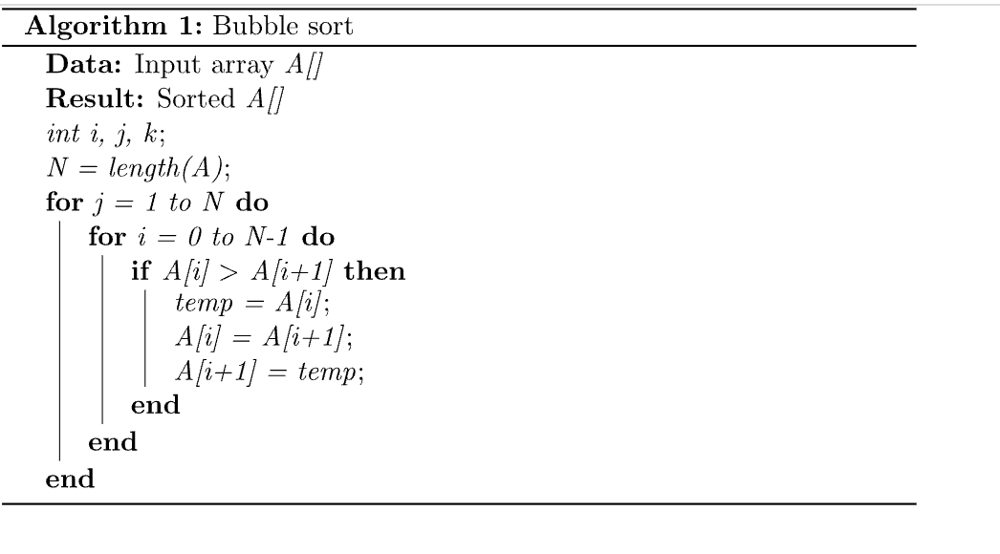 Algorithm 1: Bubble sort
Data: Input array A[]
Result: Sorted A[]
int i, j, k;
N = length(A);
for j = 1 to N do
for i = 0 to N-1 do
if A[i] > A[i+1] then
temp = A[i];
A[i] = A[i+1];
A[i+1] = temp;
end
end
end